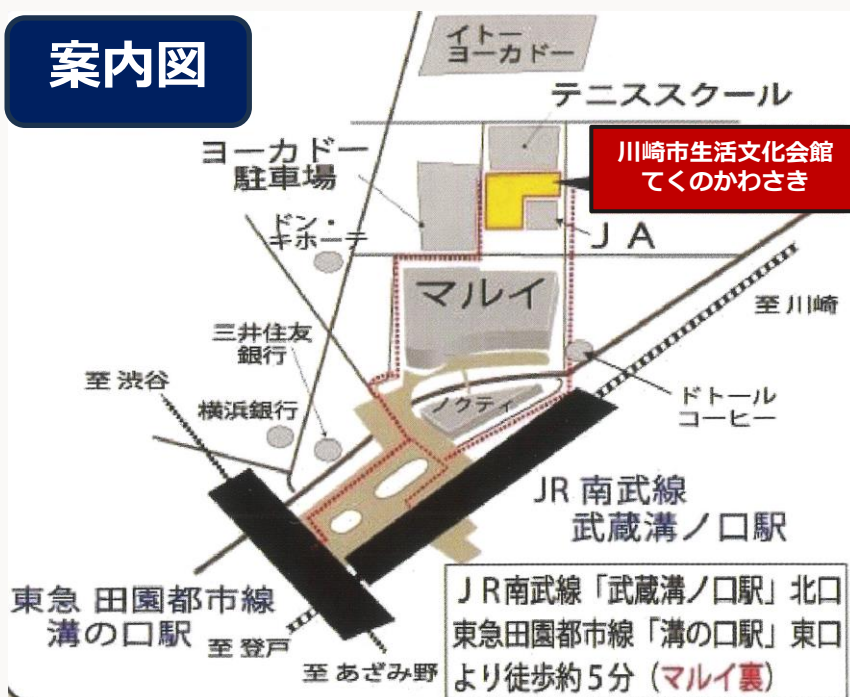 案内図
イトー
ヨーカドー
テニススクール
川崎市生活文化会館
てくのかわさき
ヨーカドー
駐車場
ドン・
キホーテ
JA
マルイ
至 川崎
三井住友
銀行
至 渋谷
横浜銀行
ノクティ
ドトール
コーヒー
JR 南武線
武蔵溝ノ口駅
東急 田園都市線
溝の口駅
至 登戸
至 あざみ野
JR南武線「武蔵溝ノ口駅」北口
東急田園都市線「溝の口駅」東口
より徒歩約5分（マルイ裏）